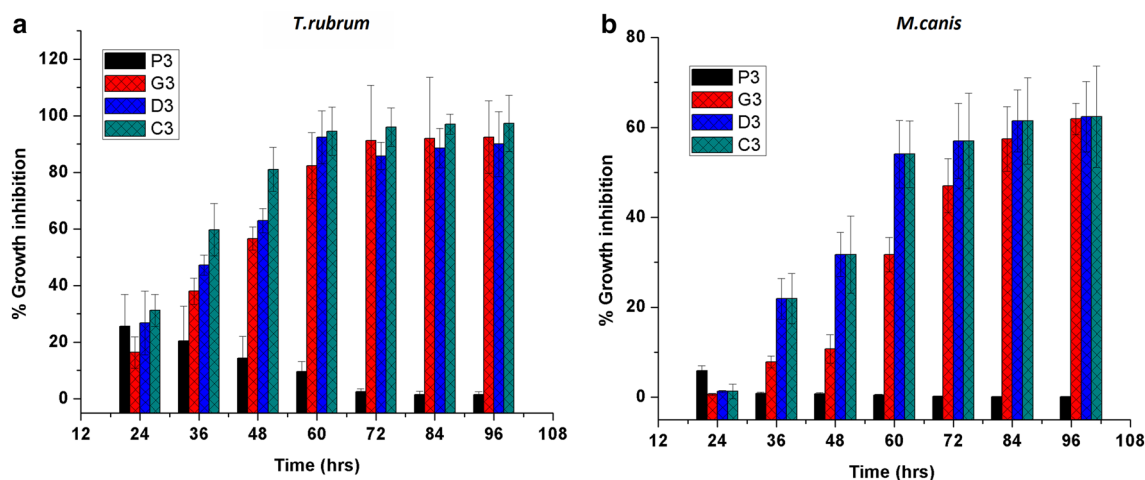 a
T.rubrum
% Growth inhibition
120
100
80
60
40
20
0
P3
G3
D3
C3
12 24 36 48 60 72 84 96 108
Time (hrs)
b
M.canis
% Growth inhibition
80
60
40
20
0
P3
G3
D3
C3
12 24 36 48 60 72 84 96 108
Time (hrs)